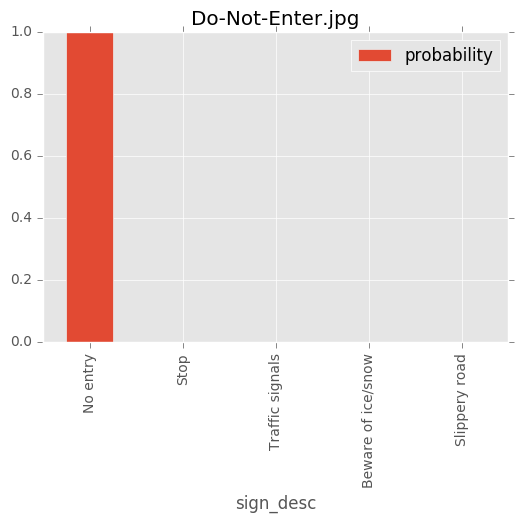 Do-Not-Enter.jpg
probability
1.0
0.8
0.6
0.4
0.2
0.0
No entry
Stop
Traffic signals
Beware of ice/snow
Slippery road
sign_desc